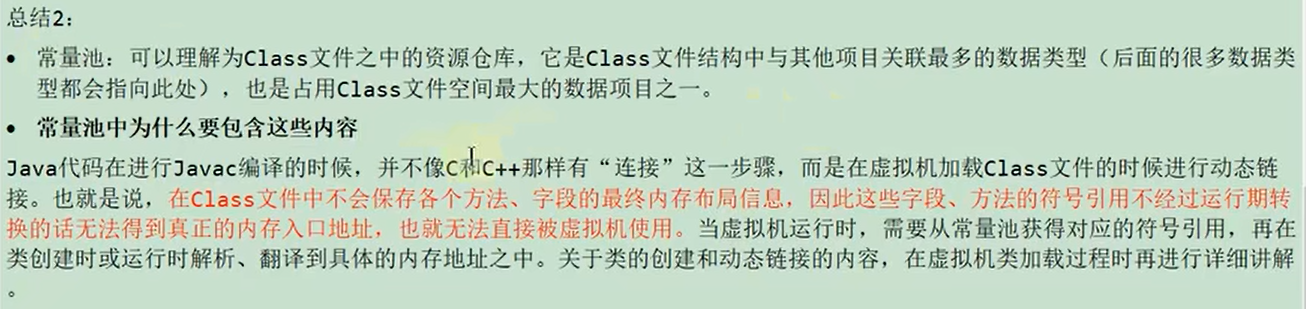 总结2:
• 常量池: 可以理解为Class文件之中的资源仓库, 它是Class文件结构中与其他项目关联最多的数据类型 (后面的很多数据类
型都会指向此处), 也是占用Class文件空间最大的数据项目之一。
• 常量池中为什么要包含这些内容
Java代码在进行Javac编译的时候, 并不像C和C++那样有“连接”这一步骤, 而是在虚拟机加载Class文件的时候进行动态链
接。也就是说, 在Class文件中不会保存各个方法、字段的最终内存布局信息, 因此这些字段、方法的符号引用不经过运行期转
换的话无法得到真正的内存入口地址, 也就无法直接被虚拟机使用。当虚拟机运行时, 需要从常量池获得对应的符号引用, 再在
类创建时或运行时解析、翻译到具体的内存地址之中。关于类的创建和动态链接的内容, 在虚拟机类加载过程时再进行详细讲解
。